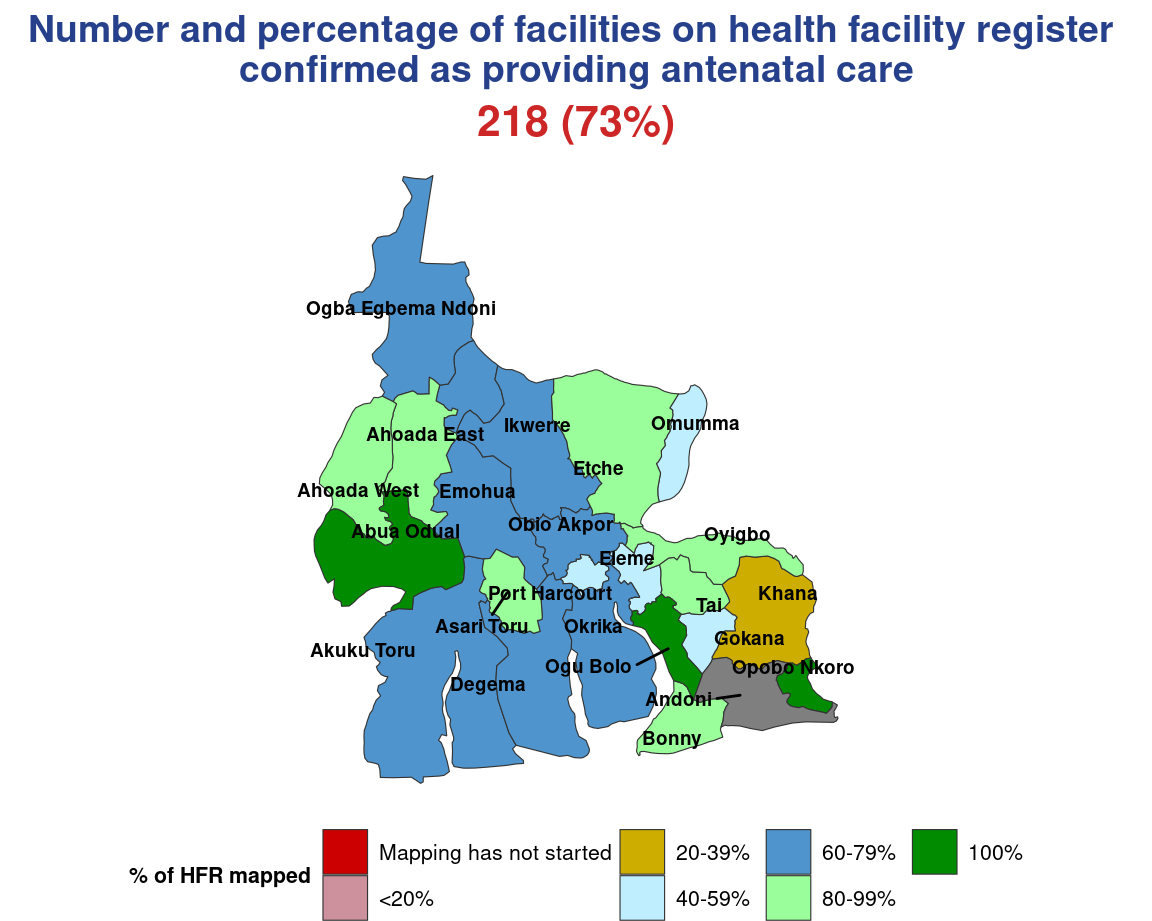 Number and percentage of facilities on health facility register
confirmed as providing antenatal care
218 (73%)
Ogba Egbema Ndoni
Ikwerre
Omumma
Ahoada East
Etche
Ahoada West
Emohua
Abua Odual
Obio Akpor
Oyigbo
Eleme
Port Harcourt
Khana
Tai
Asari Toru
Okrika
Gokana
Akuku Toru
Ogu Bolo
Opobo Nkoro
Degema
Andoni
Bonny
% of HFR mapped
Mapping has not started
<20%
20-39%
40-59%
60-79%
80-99%
100%